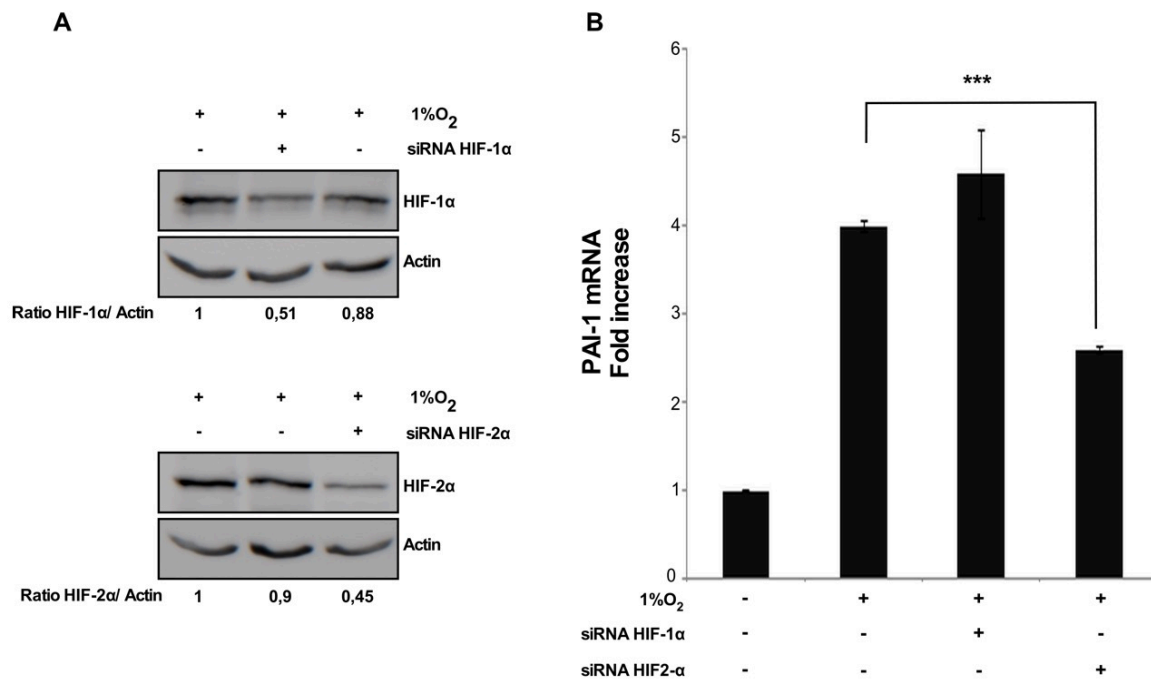 A
+ + + 1%O2
- + - siRNA HIF-1α
HIF-1α
Actin
Ratio HIF-1α/ Actin 1 0,51 0,88
+ + + 1%O2
- - + siRNA HIF-2α
HIF-2α
Actin
Ratio HIF-2α/ Actin 1 0,9 0,45
B
PAI-1 mRNA
Fold increase
6
5
4
3
2
1
0
***
1%O2 - + + +
siRNA HIF-1α - - + -
siRNA HIF2-α - - - +